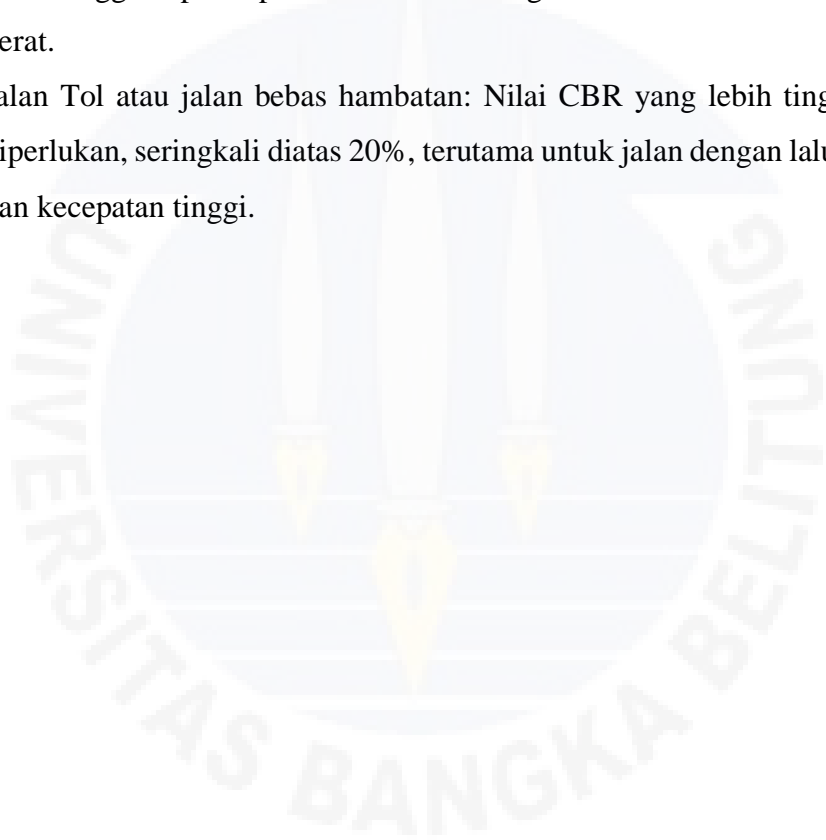 erat.
alan Tol atau jalan bebas hambatan: Nilai CBR yang lebih ting
iperlukan, seringkali diatas 20%, terutama untuk jalan dengan lalu
an kecepatan tinggi.
UNIVERSITAS BANGKA BELITUNG